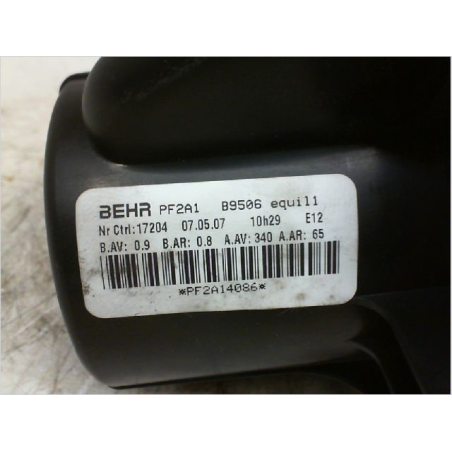 BEHR PF2A1 B9506 equil1
Nr Ctrl:17204 07.05.07 10h29 E12
B.AV: 0.9 B.AR: 0.8 A.AV: 340 A.AR: 65
*PF2A14086*